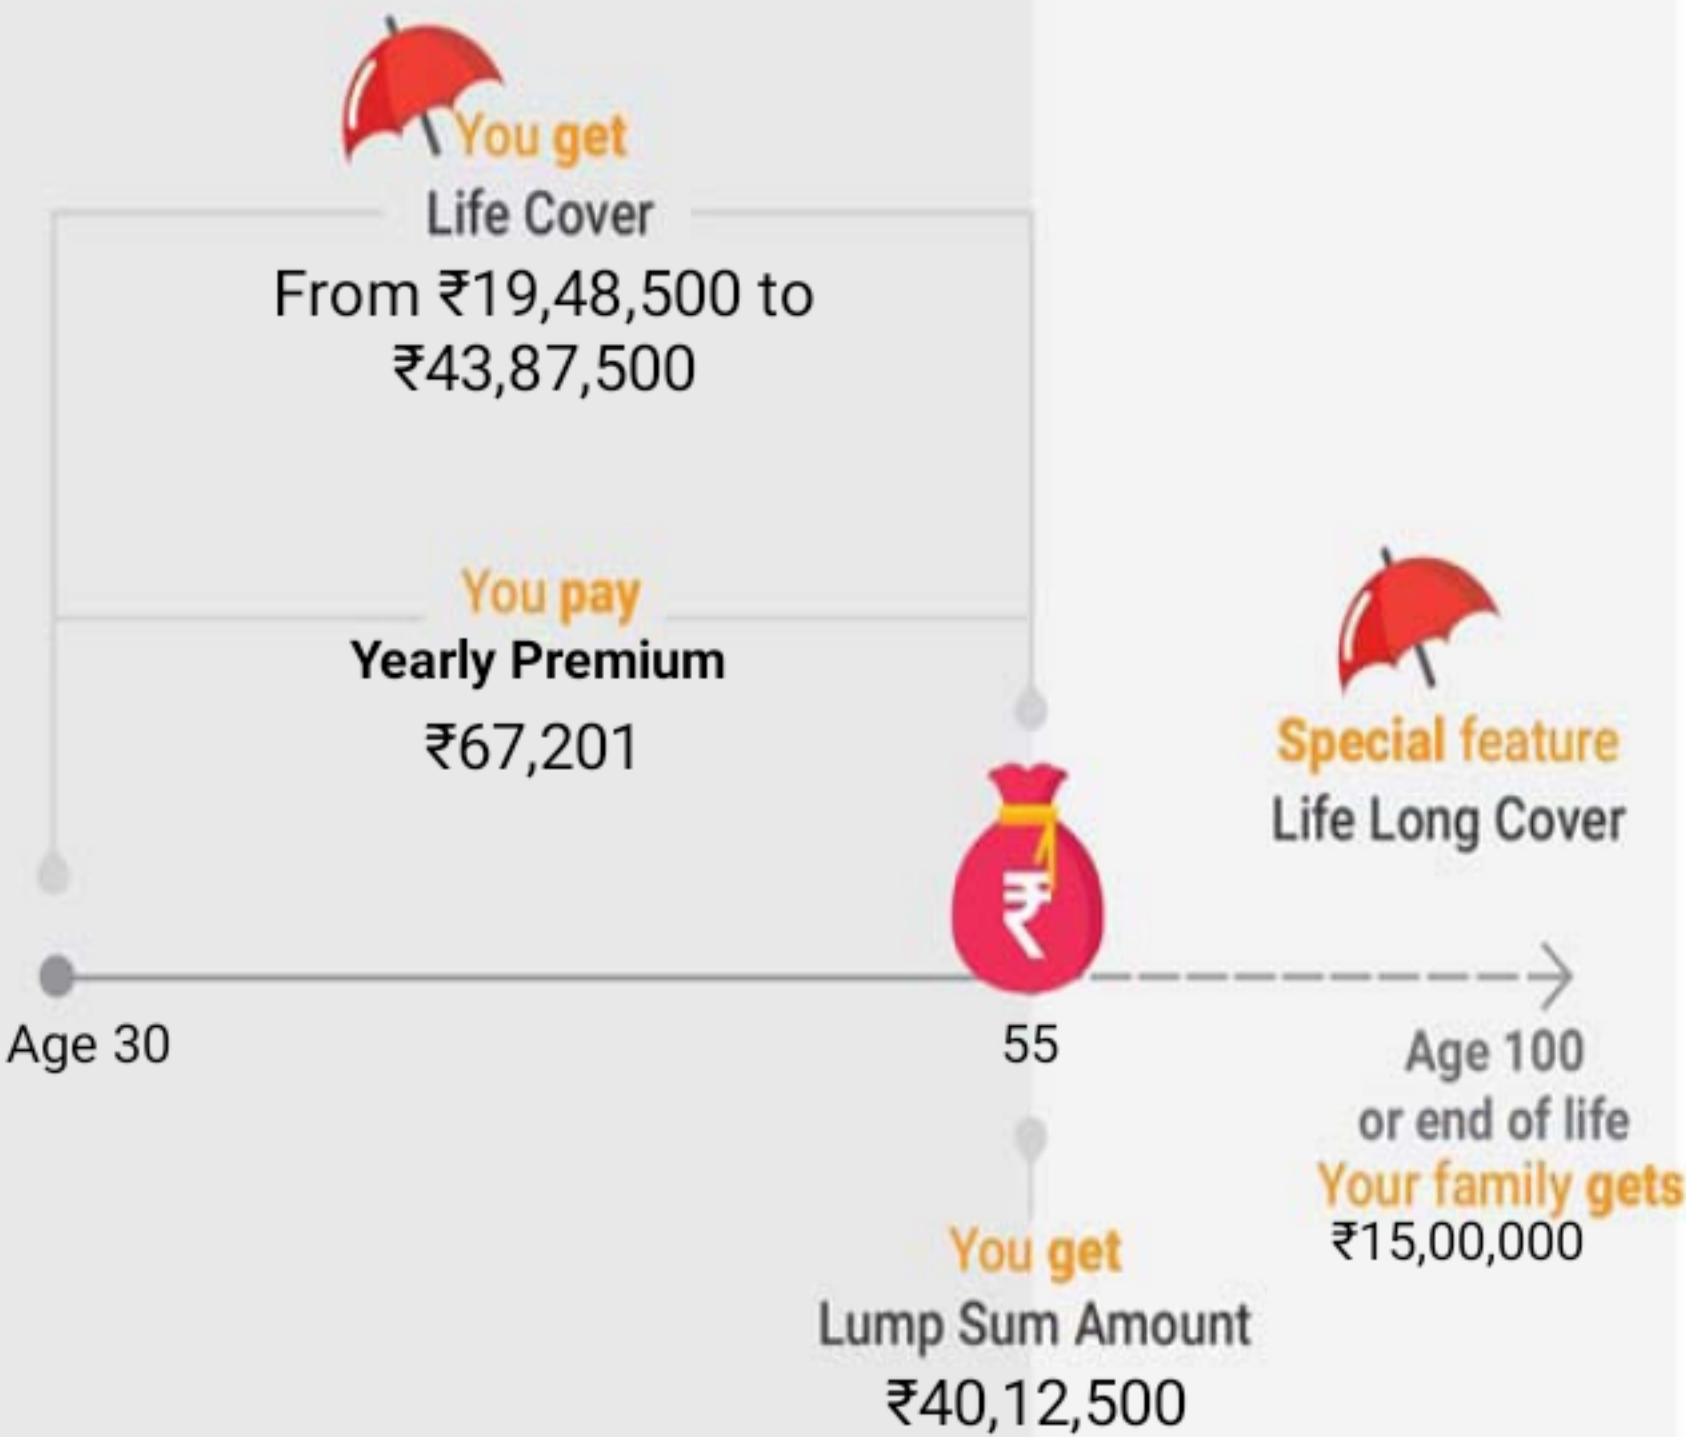 You get
Life Cover
From ₹19,48,500 to
₹43,87,500
You pay
Yearly Premium
₹67,201
Special feature
Life Long Cover
₹
Age 30
55
Age 100
or end of life
Your family gets
₹15,00,000
You get
Lump Sum Amount
₹40,12,500